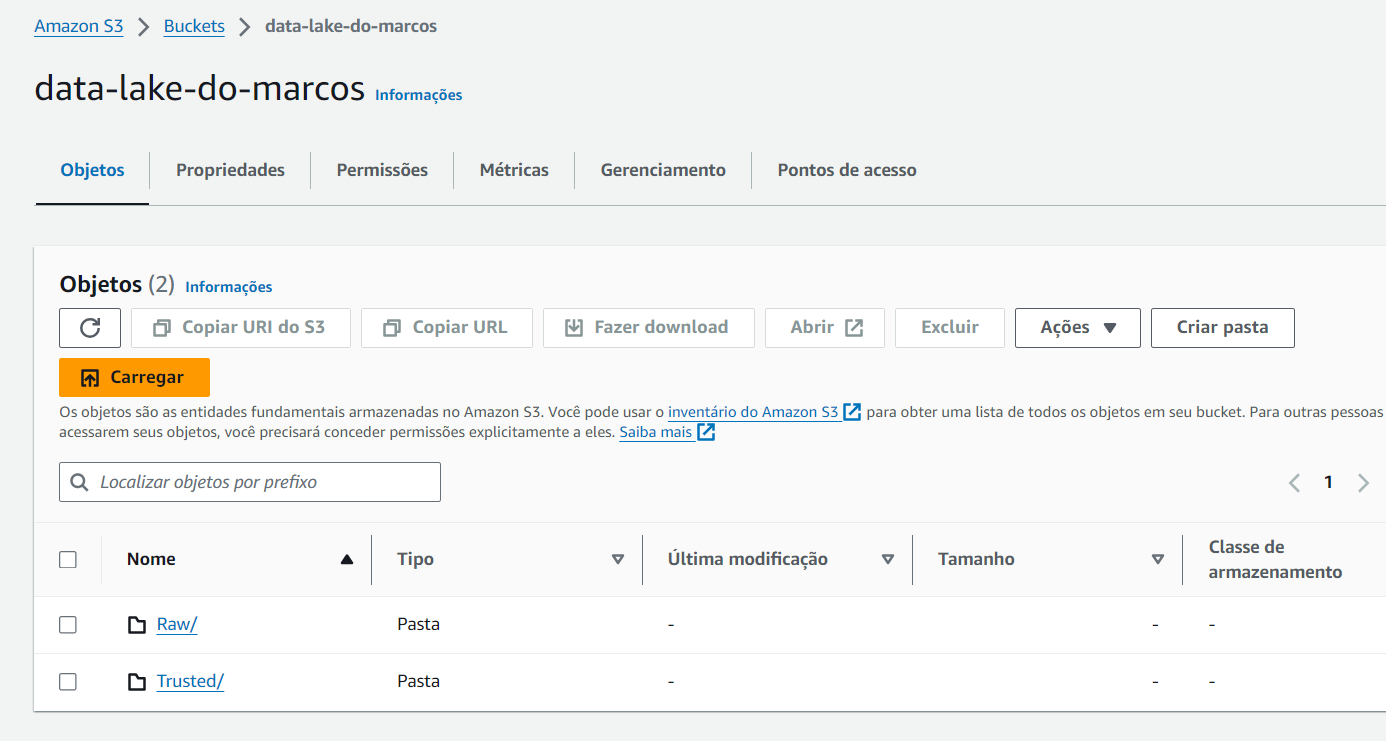 Amazon S3 > Buckets > data-lake-do-marcos
data-lake-do-marcos Informações
Objetos Propriedades Permissões Métricas Gerenciamento Pontos de acesso
Objetos (2) Informações
Copiar URI do S3 Copiar URL Fazer download Abrir Excluir Ações Criar pasta
Carregar
Os objetos são as entidades fundamentais armazenadas no Amazon S3. Você pode usar o inventário do Amazon S3 para obter uma lista de todos os objetos em seu bucket. Para outras pessoas
acessarem seus objetos, você precisará conceder permissões explicitamente a eles. Saiba mais
Localizar objetos por prefixo
1
Nome Tipo Última modificação Tamanho Classe de
armazenamento
Raw/ Pasta - - -
Trusted/ Pasta - - -